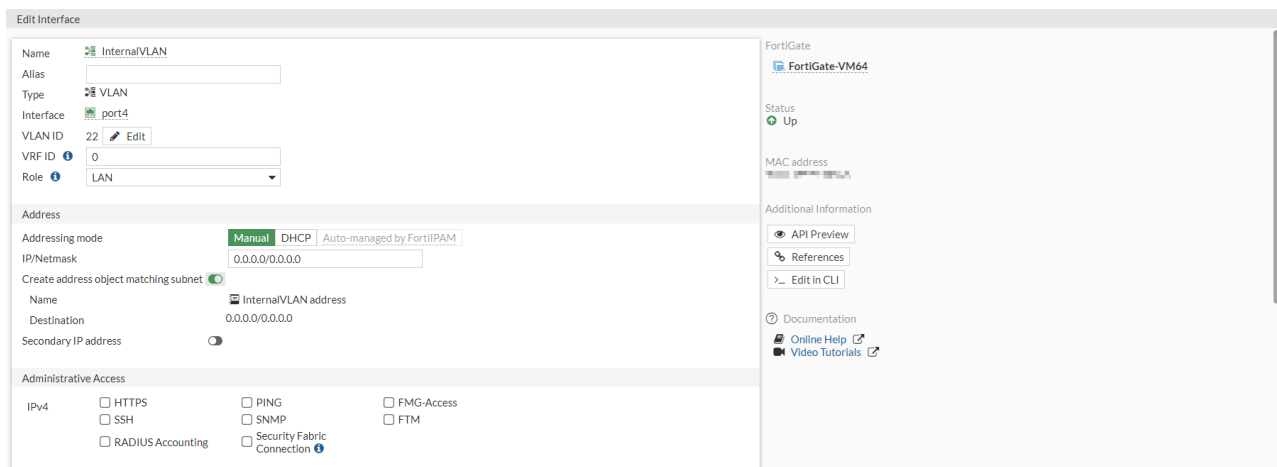 Edit Interface
Name InternalVLAN
Alias
Type VLAN
Interface port4
VLAN ID 22 Edit
VRF ID 0
Role LAN
Address
Addressing mode Manual DHCP Auto-managed by FortiIPAM
IP/Netmask 0.0.0.0/0.0.0.0
Create address object matching subnet
Name InternalVLAN address
Destination 0.0.0.0/0.0.0.0
Secondary IP address
Administrative Access
IPv4 HTTPS PING FMG-Access
SSH SNMP FTM
RADIUS Accounting Security Fabric Connection
FortiGate
FortiGate-VM64
Status
Up
MAC address
Additional Information
API Preview
References
>_ Edit in CLI
Documentation
Online Help
Video Tutorials